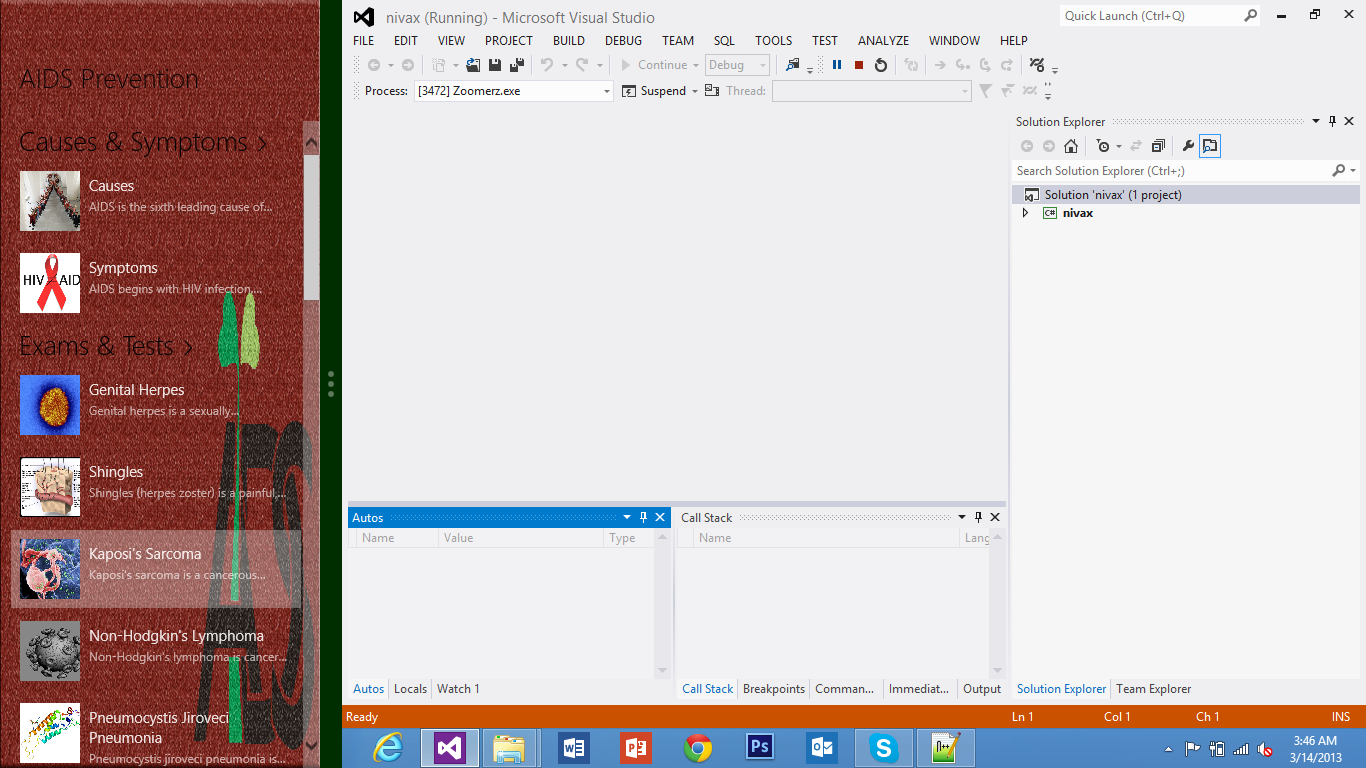 AIDS Prevention
Causes & Symptoms
Causes
AIDS is the sixth leading cause of...
HIV AID
Symptoms
AIDS begins with HIV infection,...
Exams & Tests
Genital Herpes
Genital herpes is a sexually...
Shingles
Shingles (herpes zoster) is a painful,...
Kaposi's Sarcoma
Kaposi's sarcoma is a cancerous...
Non-Hodgkin's Lymphoma
Non-Hodgkin's lymphoma is cancer...
Pneumocystis Jiroveci
Pneumonia
Pneumocystis jiroveci pneumonia is...
nivax (Running) - Microsoft Visual Studio
Quick Launch (Ctrl+Q)
FILE EDIT VIEW PROJECT BUILD DEBUG TEAM SQL TOOLS TEST ANALYZE WINDOW HELP
Continue Debug
Process: [3472] Zoomerz.exe Suspend Thread:
Solution Explorer
Search Solution Explorer (Ctrl+;)
Solution 'nivax' (1 project)
C# nivax
Autos
Name Value Type
Call Stack
Name Lang
Autos Locals Watch 1
Call Stack Breakpoints Comman... Immediat... Output
Solution Explorer Team Explorer
Ready Ln 1 Col 1 Ch 1 INS
Ps
3:46 AM
3/14/2013